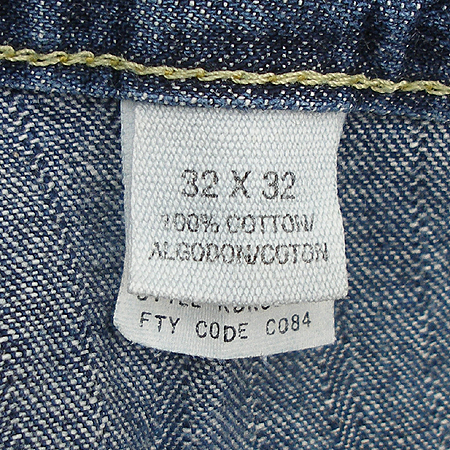 32 X 32
100% COTTON/
ALGODON/COTON
FTY CODE C084